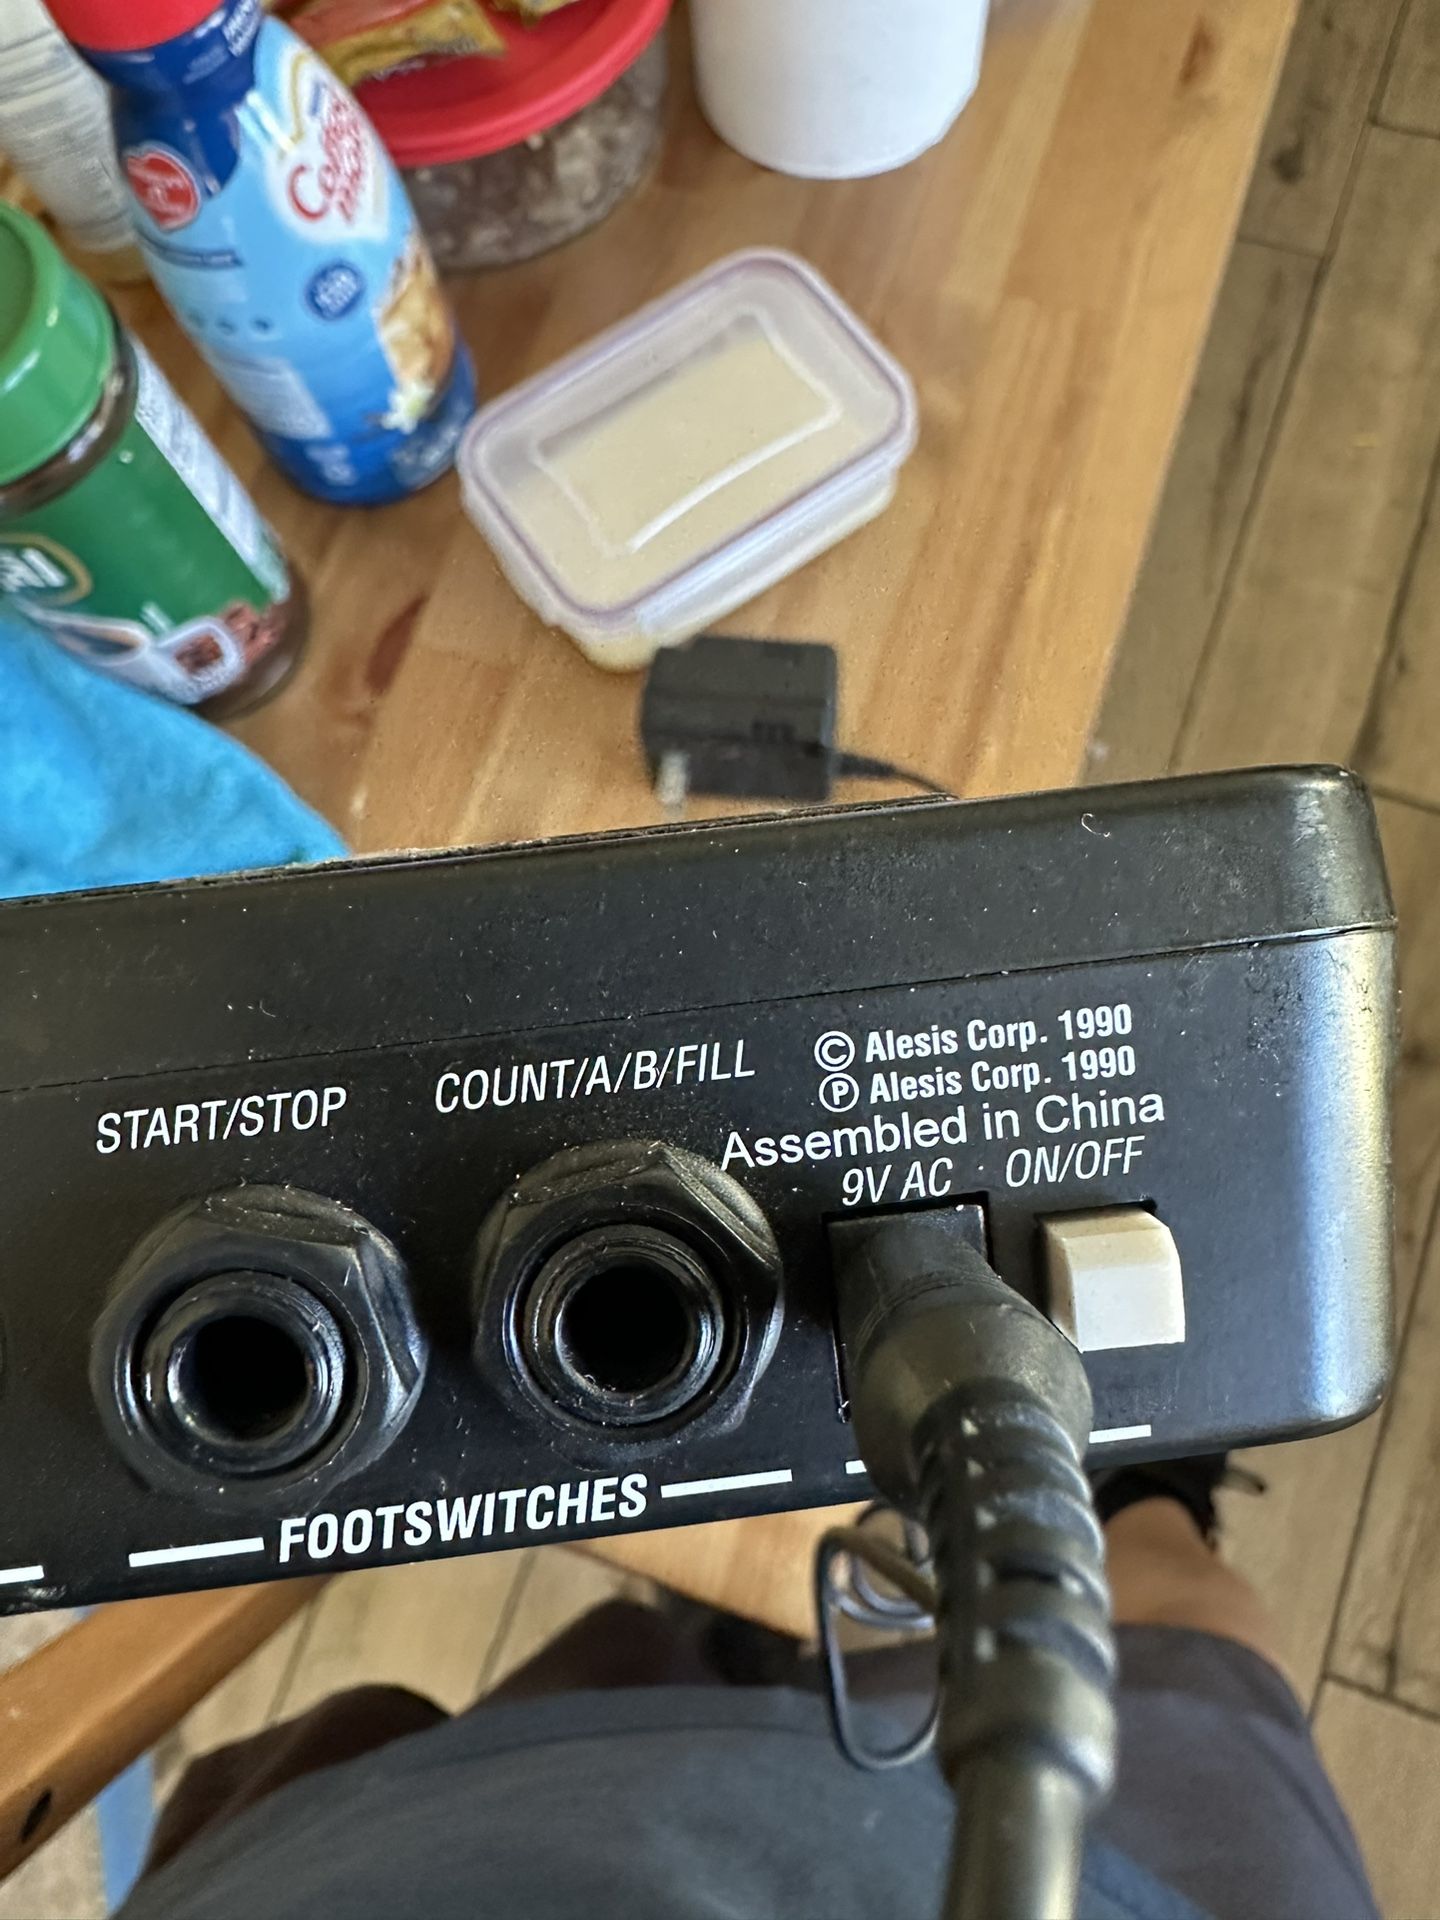 © Alesis Corp. 1990
℗ Alesis Corp. 1990
Assembled in China
START/STOP
COUNT/A/B/FILL
9V AC
ON/OFF
FOOTSWITCHES